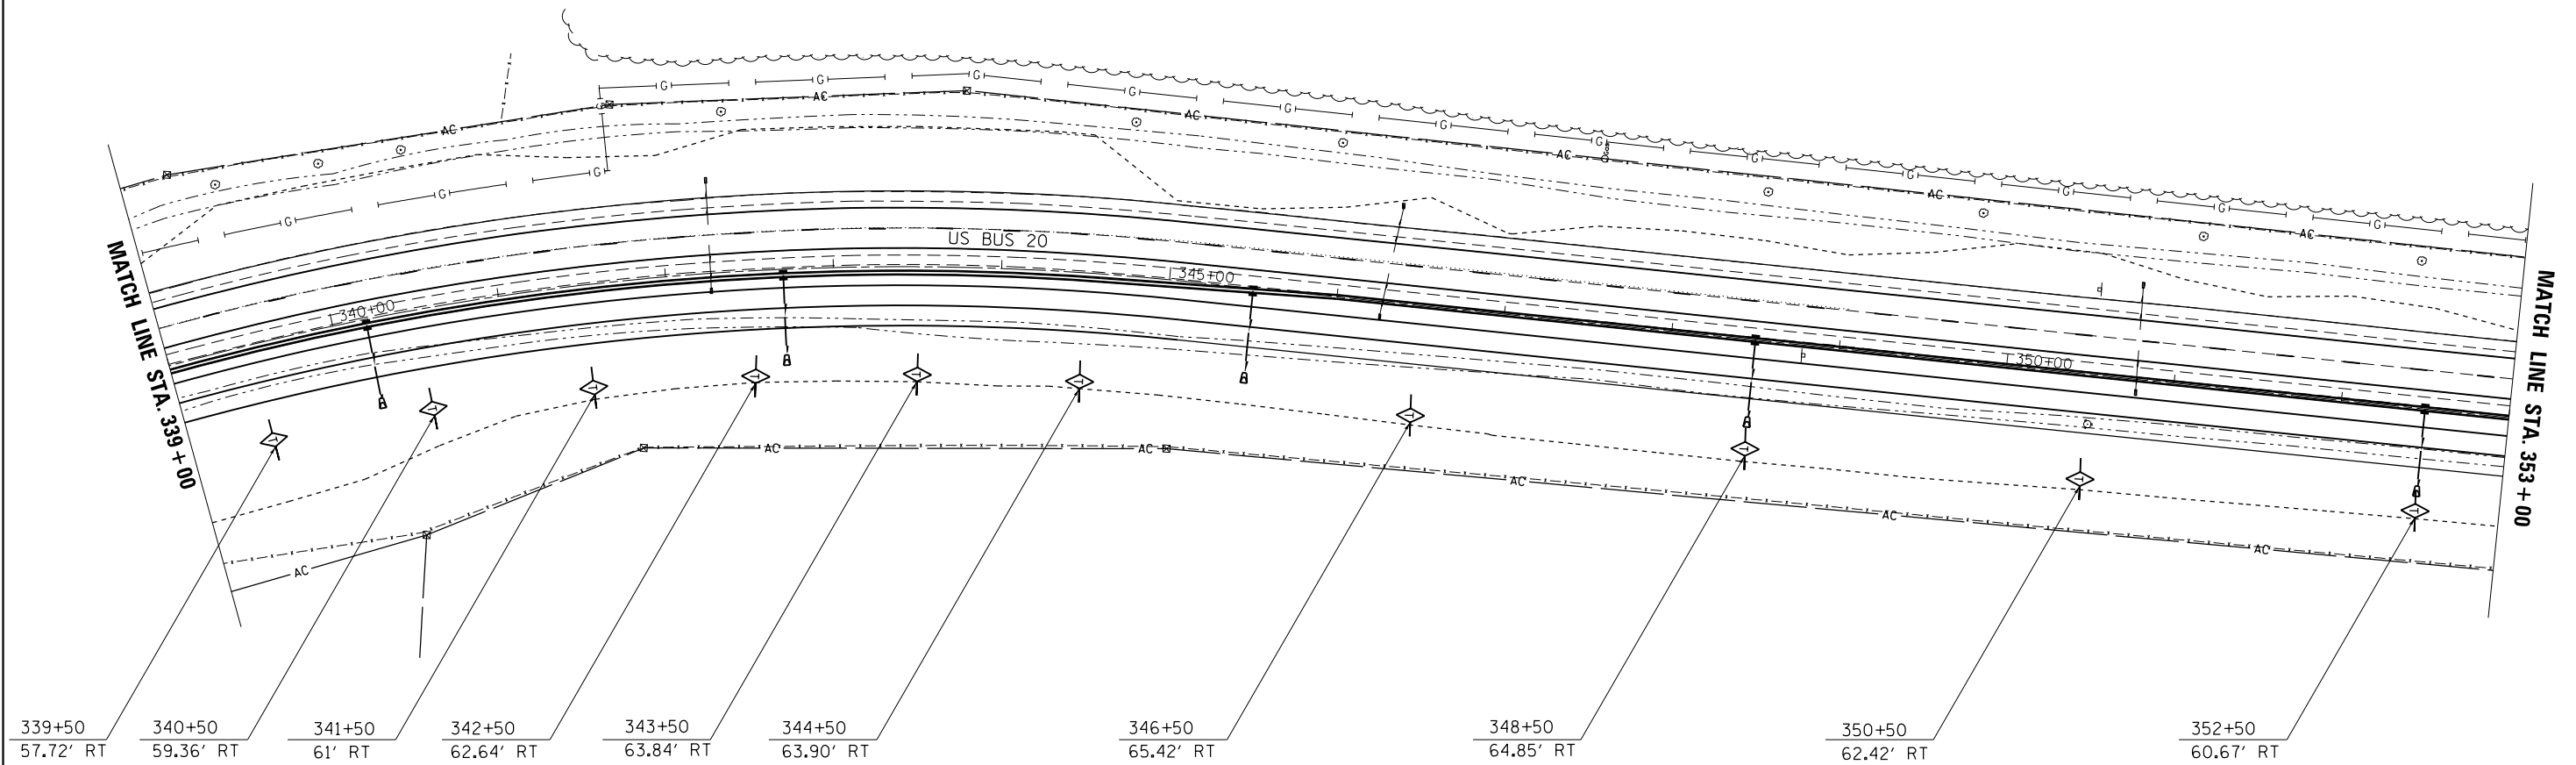 G G G
AC AC AC
G G G G G G G G G
G
AC AC AC AC
G G G
MATCH LINE STA. 339+00
US BUS 20
340+00
345+00
350+00
MATCH LINE STA. 353+00
T T T T T T T T T T
AC AC AC AC AC AC
339+50
57.72' RT
340+50
59.36' RT
341+50
61' RT
342+50
62.64' RT
343+50
63.84' RT
344+50
63.90' RT
346+50
65.42' RT
348+50
64.85' RT
350+50
62.42' RT
352+50
60.67' RT